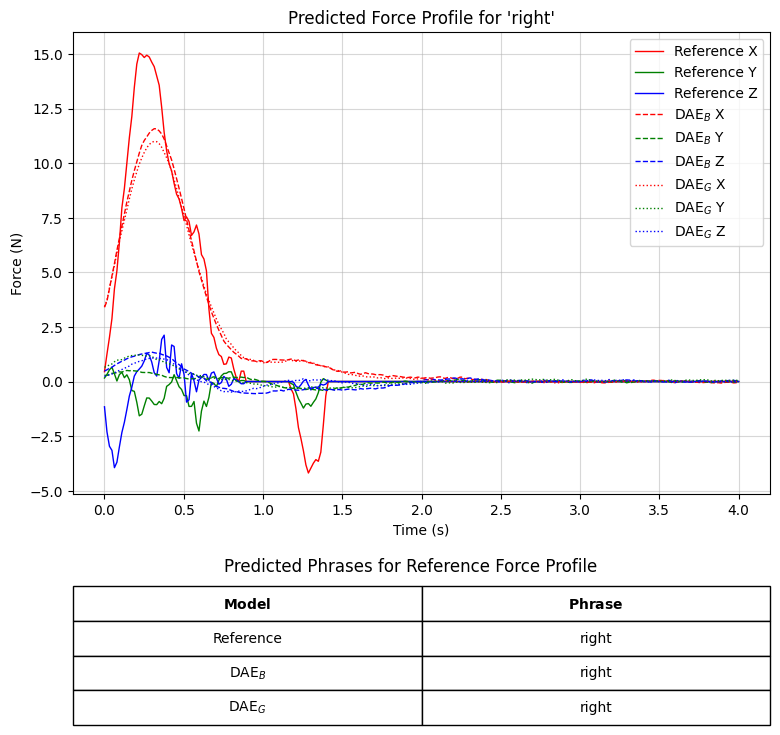 Predicted Force Profile for 'right'
15.0
12.5
10.0
7.5
5.0
2.5
0.0
−2.5
−5.0
Force (N)
Reference X
Reference Y
Reference Z
DAE_B X
DAE_B Y
DAE_B Z
DAE_G X
DAE_G Y
DAE_G Z
0.0 0.5 1.0 1.5 2.0 2.5 3.0 3.5 4.0
Time (s)
Predicted Phrases for Reference Force Profile
Model Phrase
Reference right
DAE_B right
DAE_G right